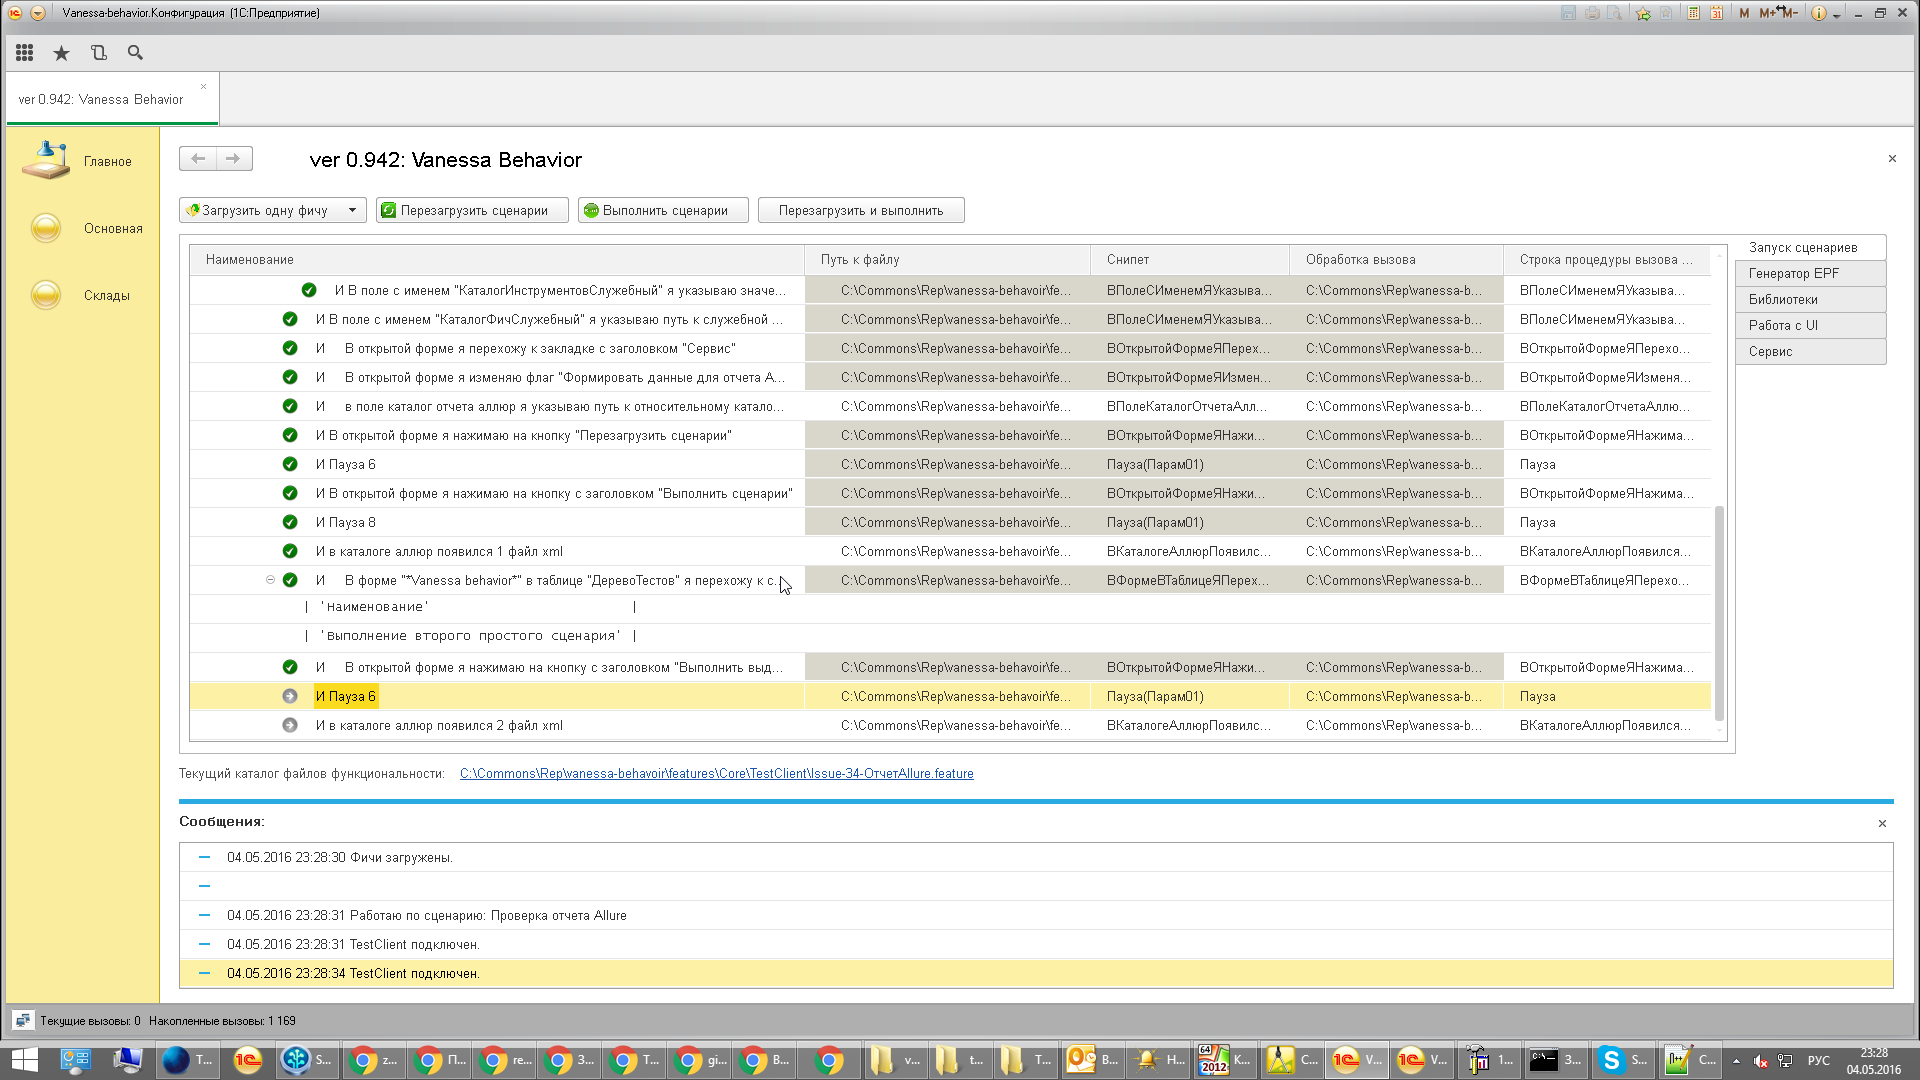 Vanessa-behavior.Конфигурация (1С:Предприятие)
M M+ M-
ver 0.942: Vanessa Behavior
Главное
Основная
Склады
ver 0.942: Vanessa Behavior
Загрузить одну фичу
Перезагрузить сценарии
Выполнить сценарии
Перезагрузить и выполнить
Наименование Путь к файлу Снипет Обработка вызова Строка процедуры вызова ...
И В поле с именем "КаталогИнструментовСлужебный" я указываю значе... C:\Commons\Rep\vanessa-behavoir\fe... ВПолеСИменемЯУказыва... C:\Commons\Rep\vanessa-b... ВПолеСИменемЯУказыва...
И В поле с именем "КаталогФичСлужебный" я указываю путь к служебной ... C:\Commons\Rep\vanessa-behavoir\fe... ВПолеСИменемЯУказыва... C:\Commons\Rep\vanessa-b... ВПолеСИменемЯУказыва...
И В открытой форме я перехожу к закладке с заголовком "Сервис" C:\Commons\Rep\vanessa-behavoir\fe... ВОткрытойФормеЯПерех... C:\Commons\Rep\vanessa-b... ВОткрытойФормеЯПерехо...
И В открытой форме я изменяю флаг "Формировать данные для отчета А... C:\Commons\Rep\vanessa-behavoir\fe... ВОткрытойФормеЯИзмен... C:\Commons\Rep\vanessa-b... ВОткрытойФормеЯИзменя...
И в поле каталог отчета аллюр я указываю путь к относительному катало... C:\Commons\Rep\vanessa-behavoir\fe... ВПолеКаталогОтчетаАлл... C:\Commons\Rep\vanessa-b... ВПолеКаталогОтчетаАллю...
И В открытой форме я нажимаю на кнопку "Перезагрузить сценарии" C:\Commons\Rep\vanessa-behavoir\fe... ВОткрытойФормеЯНажи... C:\Commons\Rep\vanessa-b... ВОткрытойФормеЯНажима...
И Пауза 6 C:\Commons\Rep\vanessa-behavoir\fe... Пауза(Парам01) C:\Commons\Rep\vanessa-b... Пауза
И В открытой форме я нажимаю на кнопку с заголовком "Выполнить сценарии" C:\Commons\Rep\vanessa-behavoir\fe... ВОткрытойФормеЯНажи... C:\Commons\Rep\vanessa-b... ВОткрытойФормеЯНажима...
И Пауза 8 C:\Commons\Rep\vanessa-behavoir\fe... Пауза(Парам01) C:\Commons\Rep\vanessa-b... Пауза
И в каталоге аллюр появился 1 файл xml C:\Commons\Rep\vanessa-behavoir\fe... ВКаталогеАллюрПоявилс... C:\Commons\Rep\vanessa-b... ВКаталогеАллюрПоявился...
И В форме "*Vanessa behavior*" в таблице "ДеревоТестов" я перехожу к с... C:\Commons\Rep\vanessa-behavoir\fe... ВФормеВТаблицеЯПерех... C:\Commons\Rep\vanessa-b... ВФормеВТаблицеЯПерехо...
| 'Наименование' |
| 'Выполнение второго простого сценария' |
И В открытой форме я нажимаю на кнопку с заголовком "Выполнить выд... C:\Commons\Rep\vanessa-behavoir\fe... ВОткрытойФормеЯНажи... C:\Commons\Rep\vanessa-b... ВОткрытойФормеЯНажима...
И Пауза 6 C:\Commons\Rep\vanessa-behavoir\fe... Пауза(Парам01) C:\Commons\Rep\vanessa-b... Пауза
И в каталоге аллюр появился 2 файл xml C:\Commons\Rep\vanessa-behavoir\fe... ВКаталогеАллюрПоявилс... C:\Commons\Rep\vanessa-b... ВКаталогеАллюрПоявился...
Запуск сценариев
Генератор EPF
Библиотеки
Работа с UI
Сервис
Текущий каталог файлов функциональности: C:\Commons\Rep\vanessa-behavoir\features\Core\TestClient\Issue-34-ОтчетAllure.feature
Сообщения:
04.05.2016 23:28:30 Фичи загружены.
04.05.2016 23:28:31 Работаю по сценарию: Проверка отчета Allure
04.05.2016 23:28:31 TestClient подключен.
04.05.2016 23:28:34 TestClient подключен.
Текущие вызовы: 0 Накопленные вызовы: 1 169
T... S... z... П... re... З... T... gi... В... v... t... T... В... Н... К... С... V... V... 1... З... S... С... РУС 23:28
04.05.2016